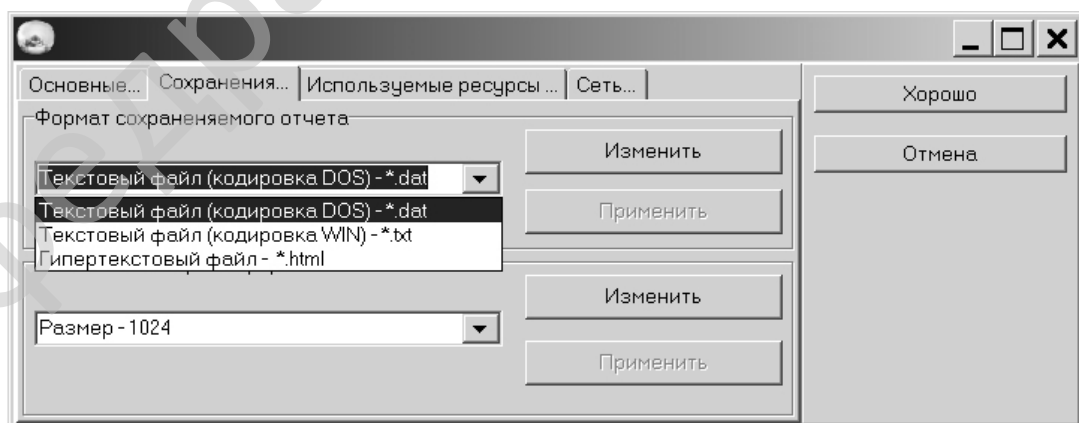 Основные... Сохранения... Используемые ресурсы ... Сеть...
Формат сохраненяемого отчета
Текстовый файл (кодировка DOS) - *.dat
Текстовый файл (кодировка DOS) - *.dat
Текстовый файл (кодировка WIN) - *.txt
Гипертекстовый файл - *.html
Изменить
Применить
Размер - 1024
Изменить
Применить
Хорошо
Отмена